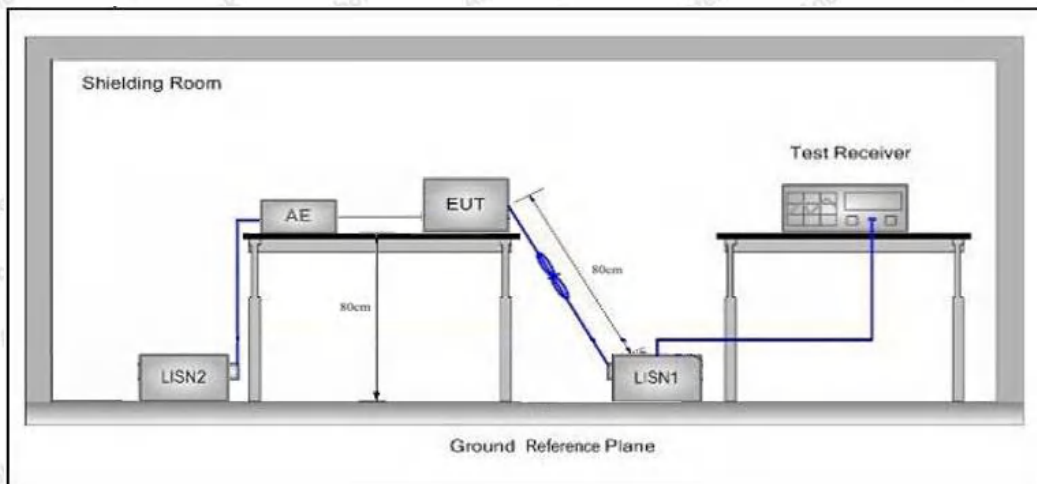 Shielding Room
Test Receiver
AE
EUT
80cm
80cm
LISN2
LISN1
Ground Reference Plane